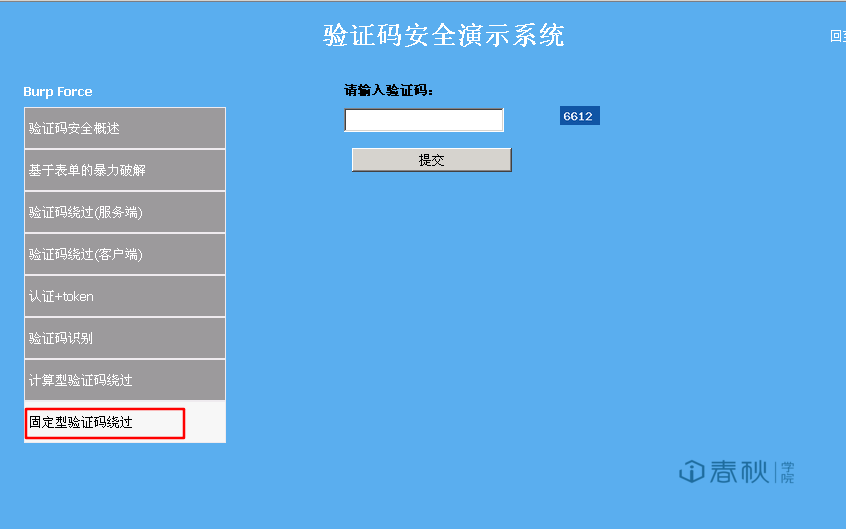 验证码安全演示系统
回至
Burp Force
验证码安全概述
基于表单的暴力破解
验证码绕过(服务端)
验证码绕过(客户端)
认证+token
验证码识别
计算型验证码绕过
固定型验证码绕过
请输入验证码：
6612
提交
春秋学院